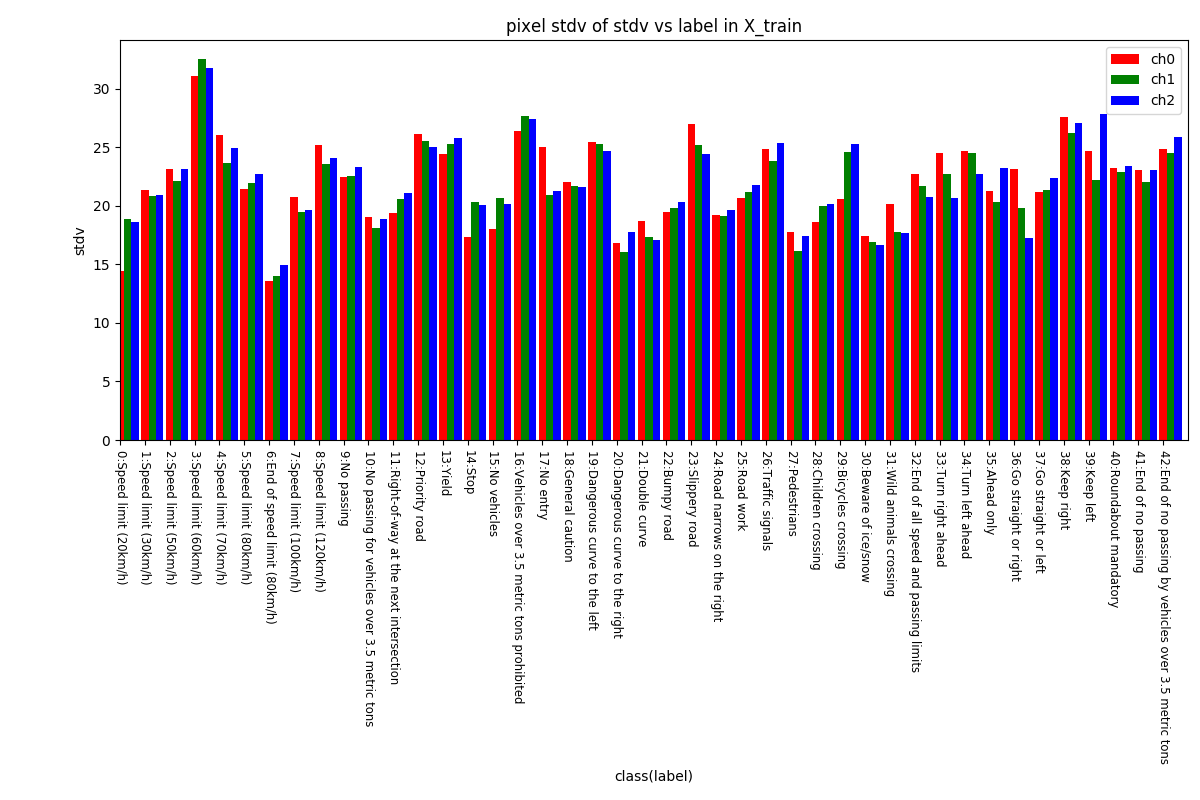 pixel stdv of stdv vs label in X_train
ch0
ch1
ch2
stdv
30
25
20
15
10
5
0
0:Speed limit (20km/h)
1:Speed limit (30km/h)
2:Speed limit (50km/h)
3:Speed limit (60km/h)
4:Speed limit (70km/h)
5:Speed limit (80km/h)
6:End of speed limit (80km/h)
7:Speed limit (100km/h)
8:Speed limit (120km/h)
9:No passing
10:No passing for vehicles over 3.5 metric tons
11:Right-of-way at the next intersection
12:Priority road
13:Yield
14:Stop
15:No vehicles
16:Vehicles over 3.5 metric tons prohibited
17:No entry
18:General caution
19:Dangerous curve to the left
20:Dangerous curve to the right
21:Double curve
22:Bumpy road
23:Slippery road
24:Road narrows on the right
25:Road work
26:Traffic signals
27:Pedestrians
28:Children crossing
29:Bicycles crossing
30:Beware of ice/snow
31:Wild animals crossing
32:End of all speed and passing limits
33:Turn right ahead
34:Turn left ahead
35:Ahead only
36:Go straight or right
37:Go straight or left
38:Keep right
39:Keep left
40:Roundabout mandatory
41:End of no passing
42:End of no passing by vehicles over 3.5 metric tons
class(label)